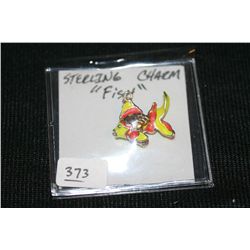 STERLING CHARM
"Fish"
373